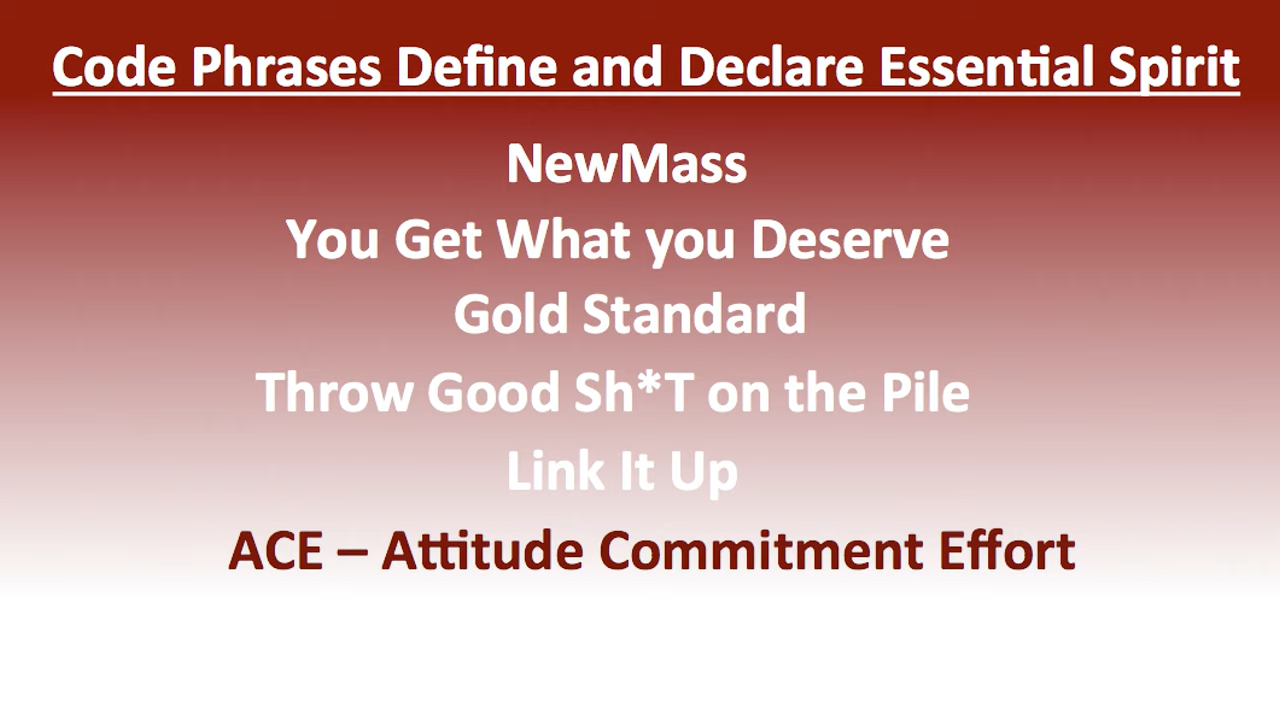 Code Phrases Define and Declare Essential Spirit
NewMass
You Get What you Deserve
Gold Standard
Throw Good Sh*T on the Pile
Link It Up
ACE – Attitude Commitment Effort